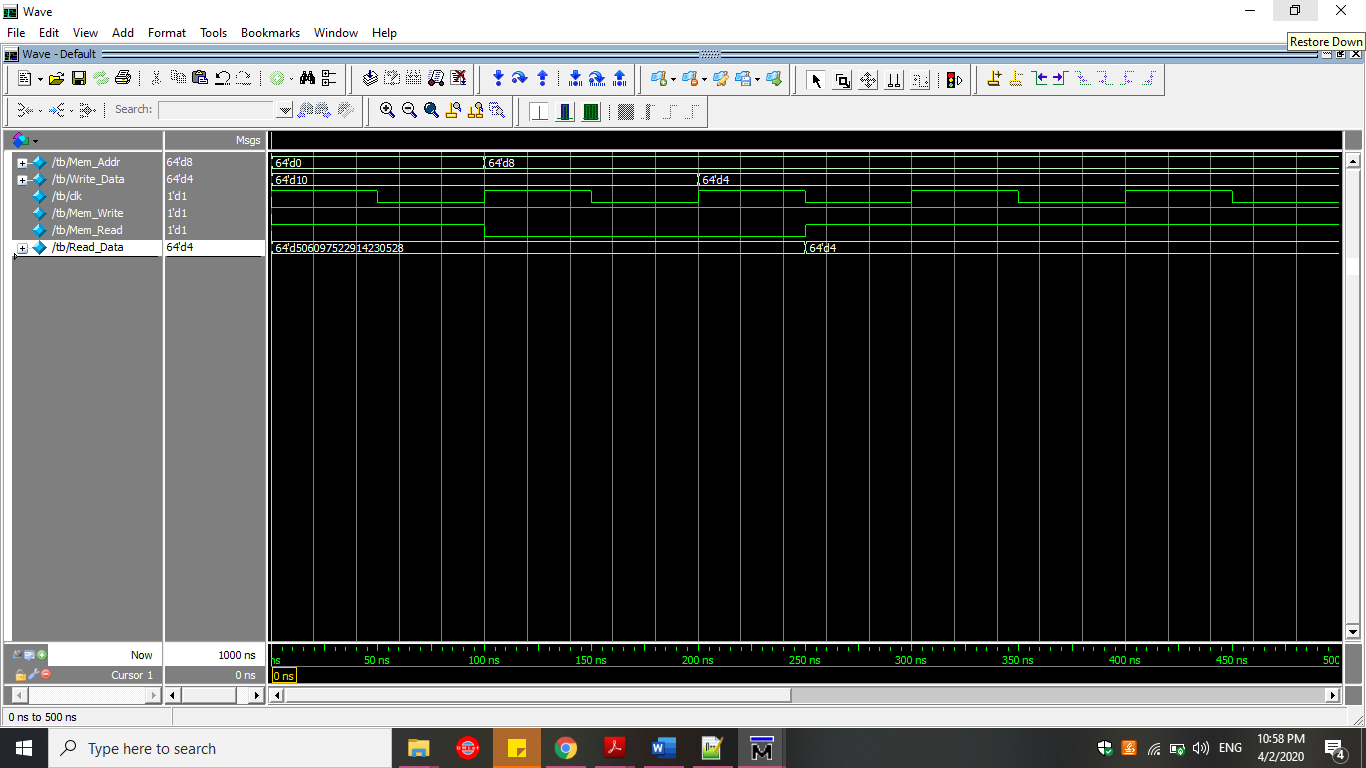 Wave
File Edit View Add Format Tools Bookmarks Window Help
Restore Down
Wave - Default
Search:
Msgs
/tb/Mem_Addr 64'd8 64'd0 64'd8
/tb/Write_Data 64'd4 64'd10 64'd4
/tb/clk 1'd1
/tb/Mem_Write 1'd1
/tb/Mem_Read 1'd1
/tb/Read_Data 64'd4 64'd506097522914230528 64'd4
Now 1000 ns ns 50 ns 100 ns 150 ns 200 ns 250 ns 300 ns 350 ns 400 ns 450 ns 500
Cursor 1 0 ns 0 ns
0 ns to 500 ns
Type here to search
ENG
10:58 PM
4/2/2020
4